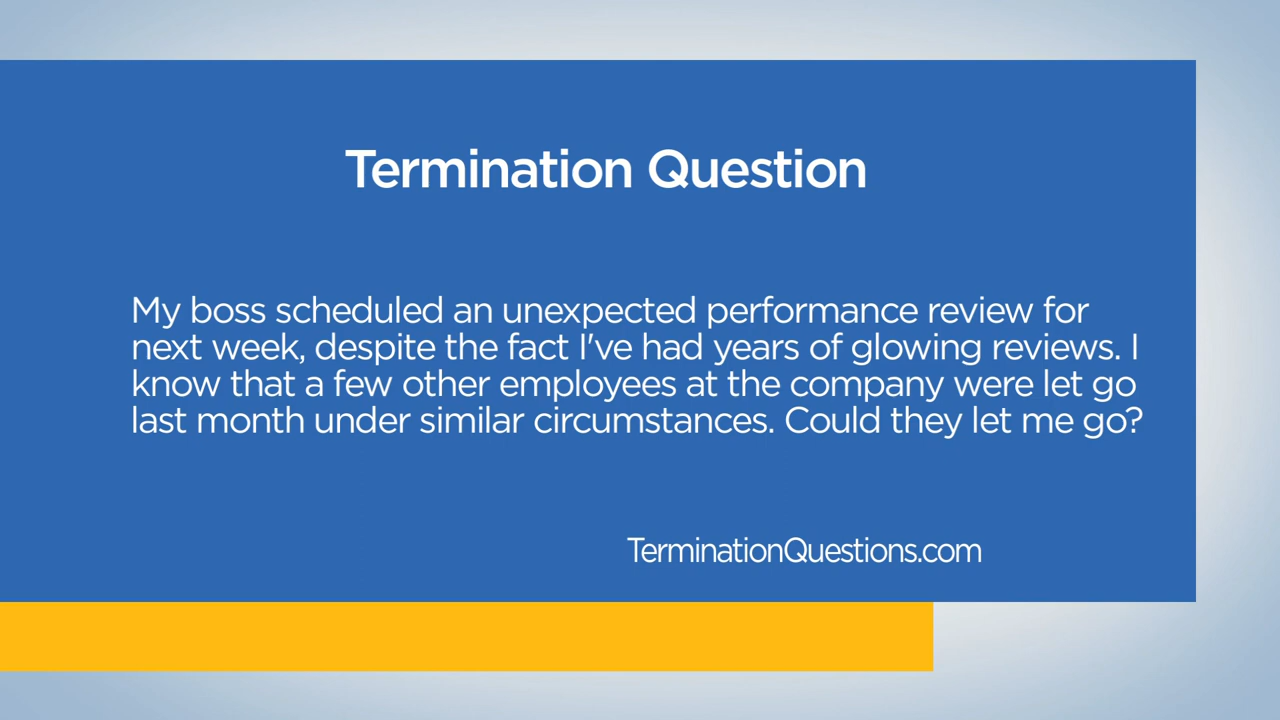 Termination Question
My boss scheduled an unexpected performance review for
next week, despite the fact I've had years of glowing reviews. I
know that a few other employees at the company were let go
last month under similar circumstances. Could they let me go?
TerminationQuestions.com